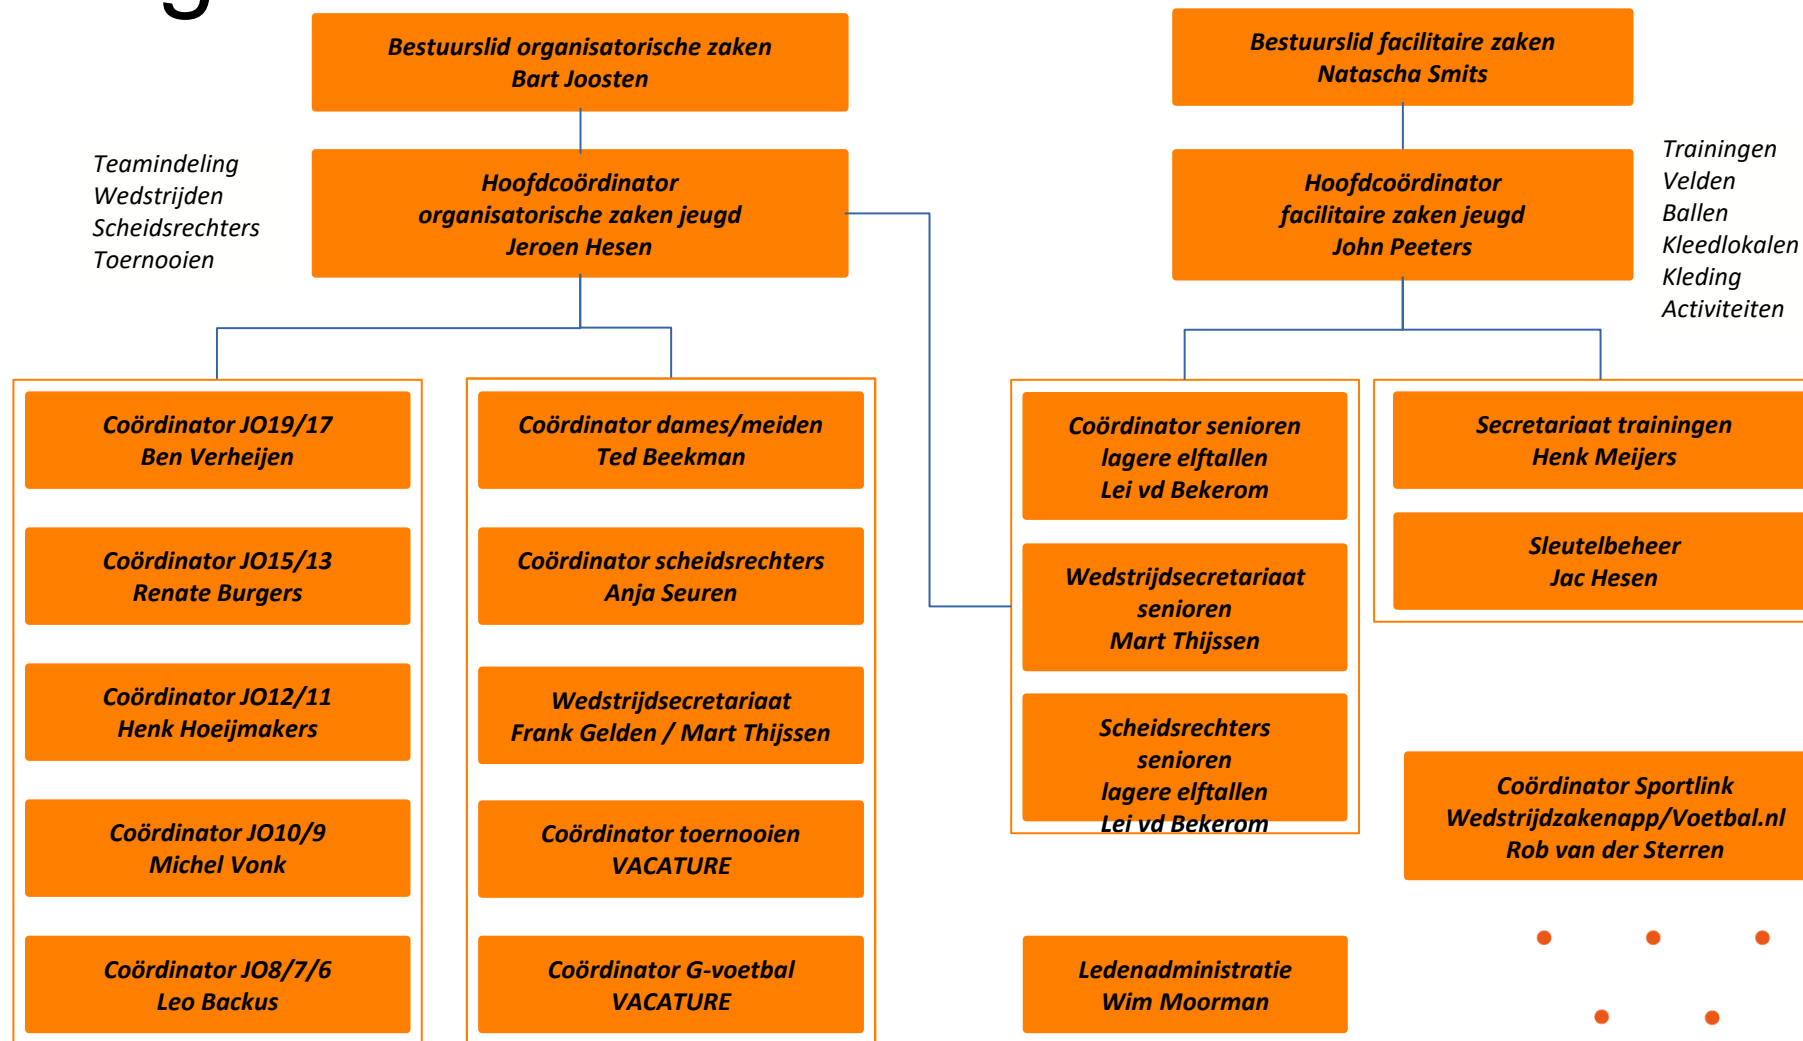 g
Bestuurslid organisatorische zaken
Bart Joosten
Bestuurslid facilitaire zaken
Natascha Smits
Teamindeling
Wedstrijden
Scheidsrechters
Toernooien
Hoofdcoördinator
organisatorische zaken jeugd
Jeroen Hesen
Hoofdcoördinator
facilitaire zaken jeugd
John Peeters
Trainingen
Velden
Ballen
Kleedlokalen
Kleding
Activiteiten
Coördinator JO19/17
Ben Verheijen
Coördinator JO15/13
Renate Burgers
Coördinator JO12/11
Henk Hoeijmakers
Coördinator JO10/9
Michel Vonk
Coördinator JO8/7/6
Leo Backus
Coördinator dames/meiden
Ted Beekman
Coördinator scheidsrechters
Anja Seuren
Wedstrijdsecretariaat
Frank Gelden / Mart Thijssen
Coördinator toernooien
VACATURE
Coördinator G-voetbal
VACATURE
Coördinator senioren
lagere elftallen
Lei vd Bekerom
Wedstrijdsecretariaat
senioren
Mart Thijssen
Scheidsrechters
senioren
lagere elftallen
Lei vd Bekerom
Ledenadministratie
Wim Moorman
Secretariaat trainingen
Henk Meijers
Sleutelbeheer
Jac Hesen
Coördinator Sportlink
Wedstrijdzakenapp/Voetbal.nl
Rob van der Sterren